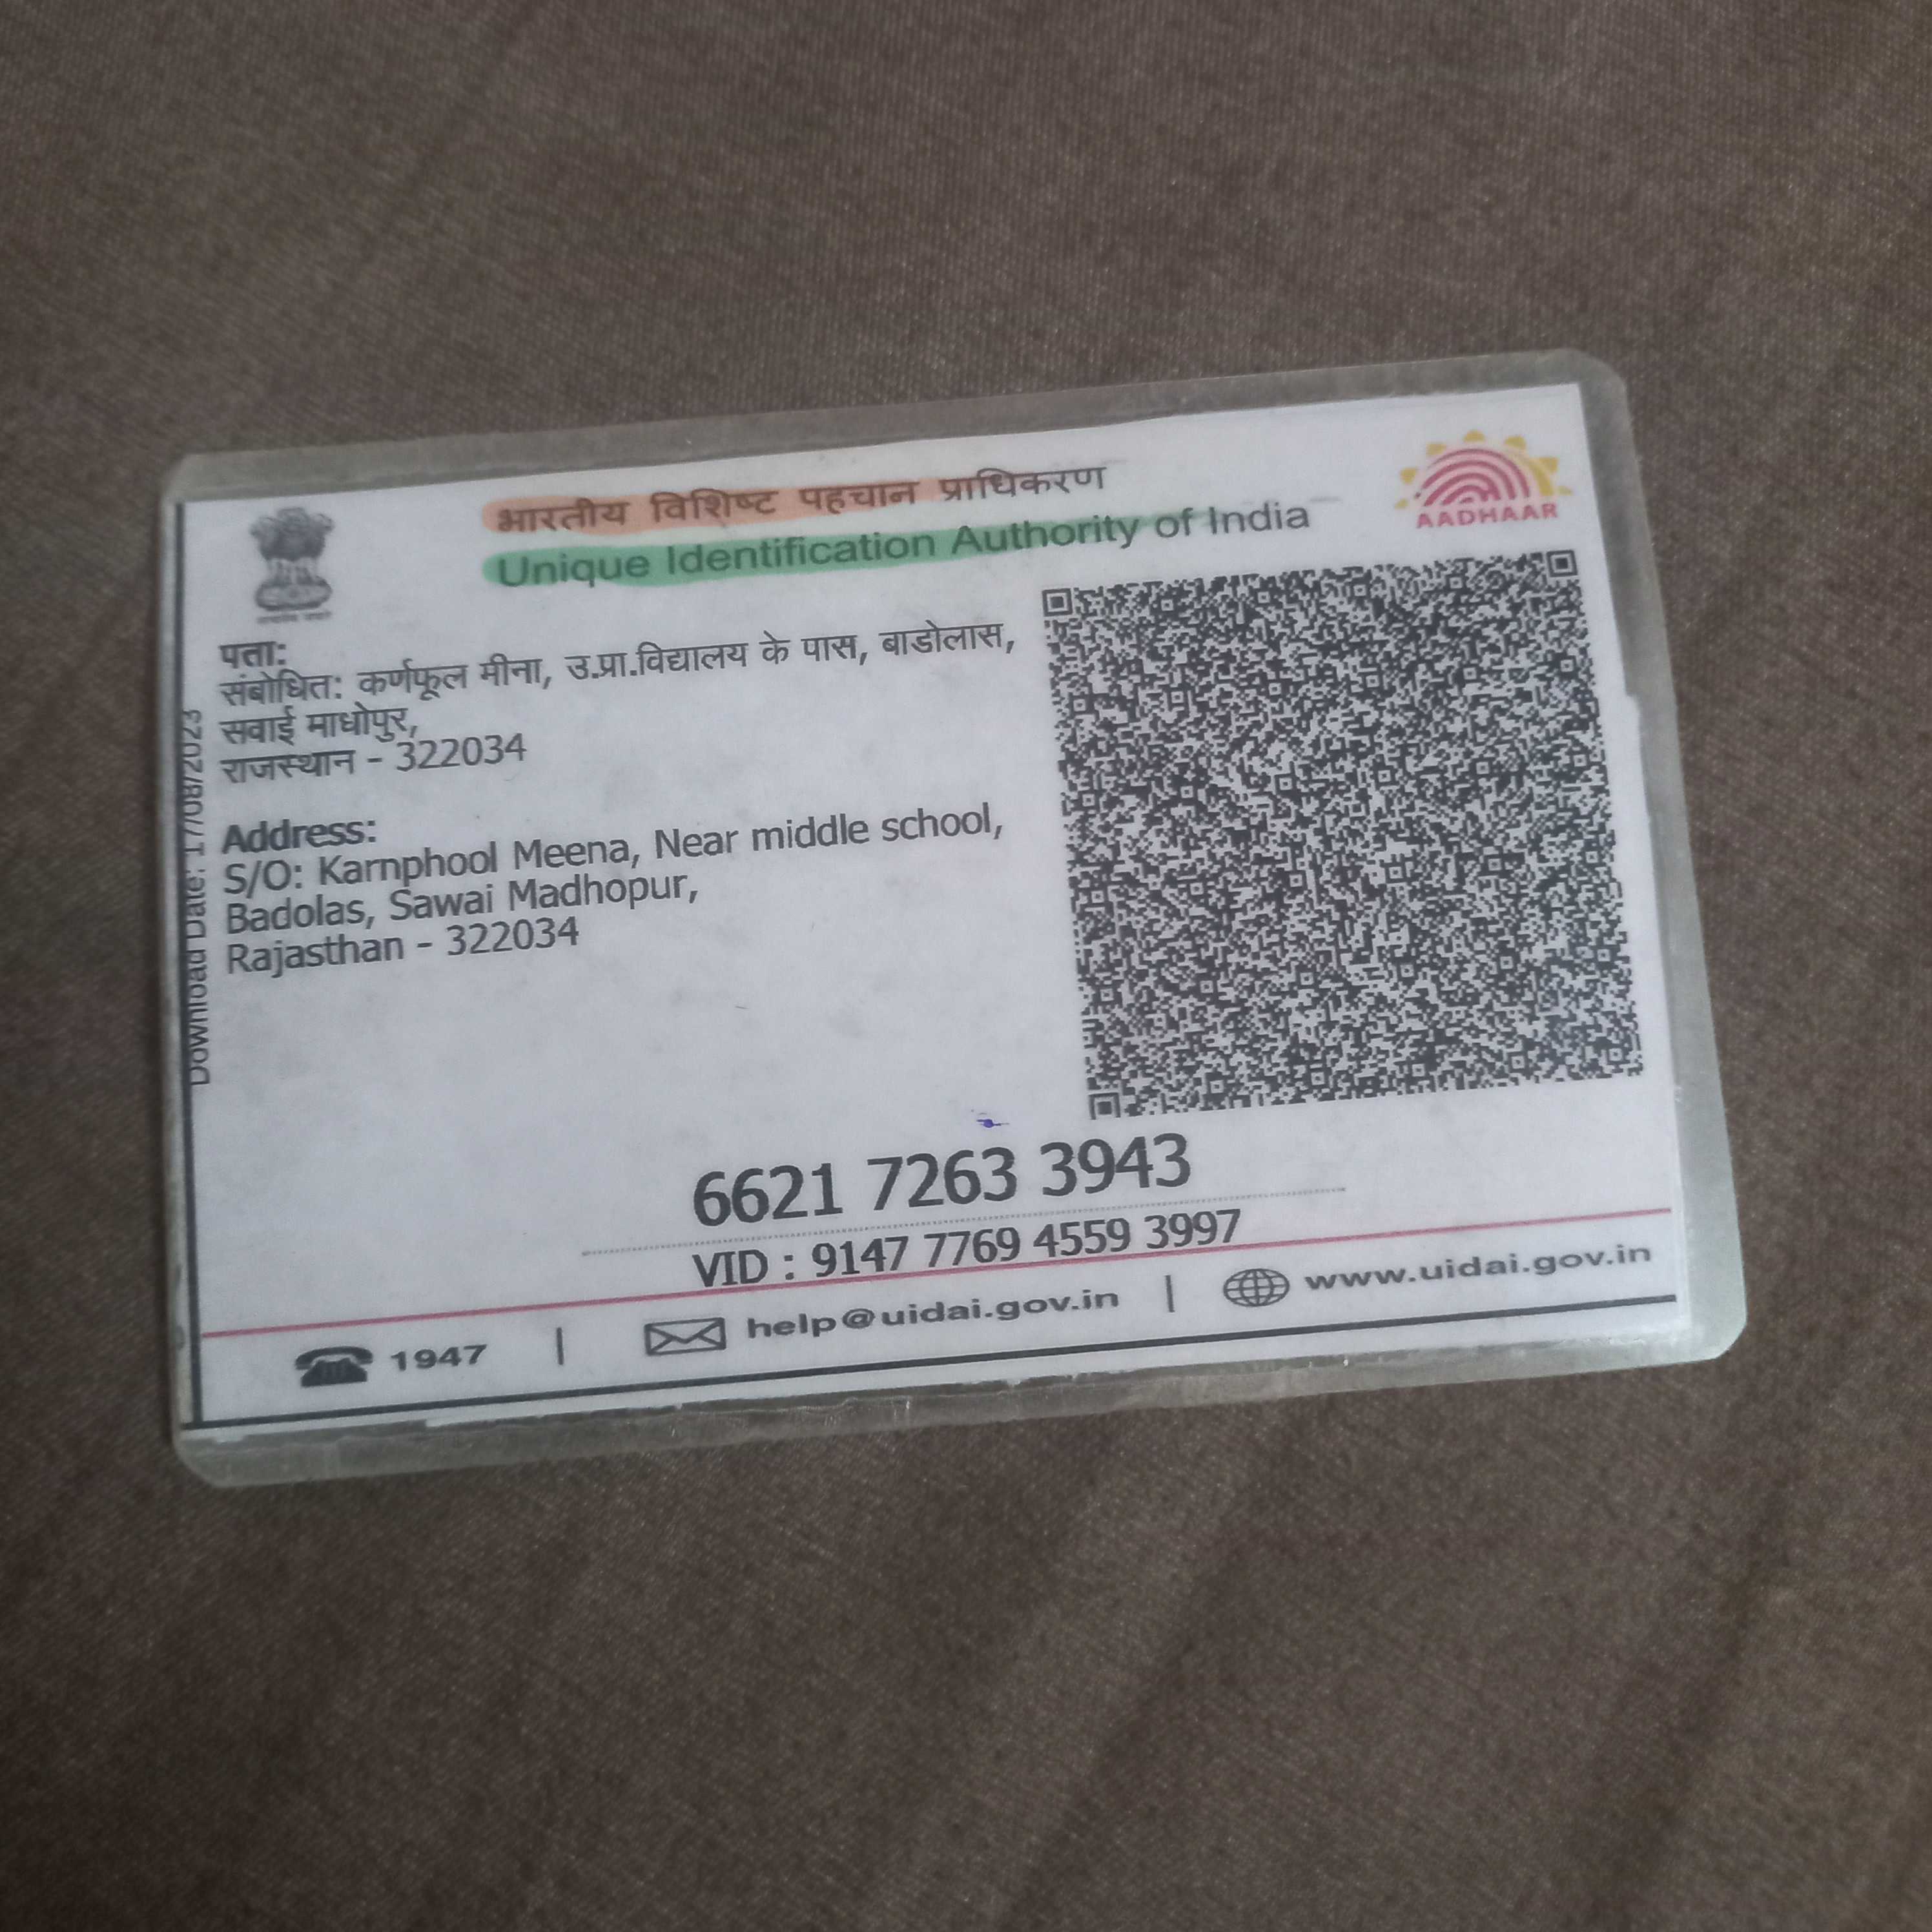 भारतीय विशिष्ट पहचान प्राधिकरण
Unique Identification Authority of India
AADHAAR
पता:
संबोधित: कर्णफूल मीना, उ.प्रा.विद्यालय के पास, बाडोलास,
सवाई माधोपुर,
राजस्थान - 322034
Address:
S/O: Karnphool Meena, Near middle school,
Badolas, Sawai Madhopur,
Rajasthan - 322034
Download Date: 17/08/2023
6621 7263 3943
VID : 9147 7769 4559 3997
1947 | help@uidai.gov.in | www.uidai.gov.in